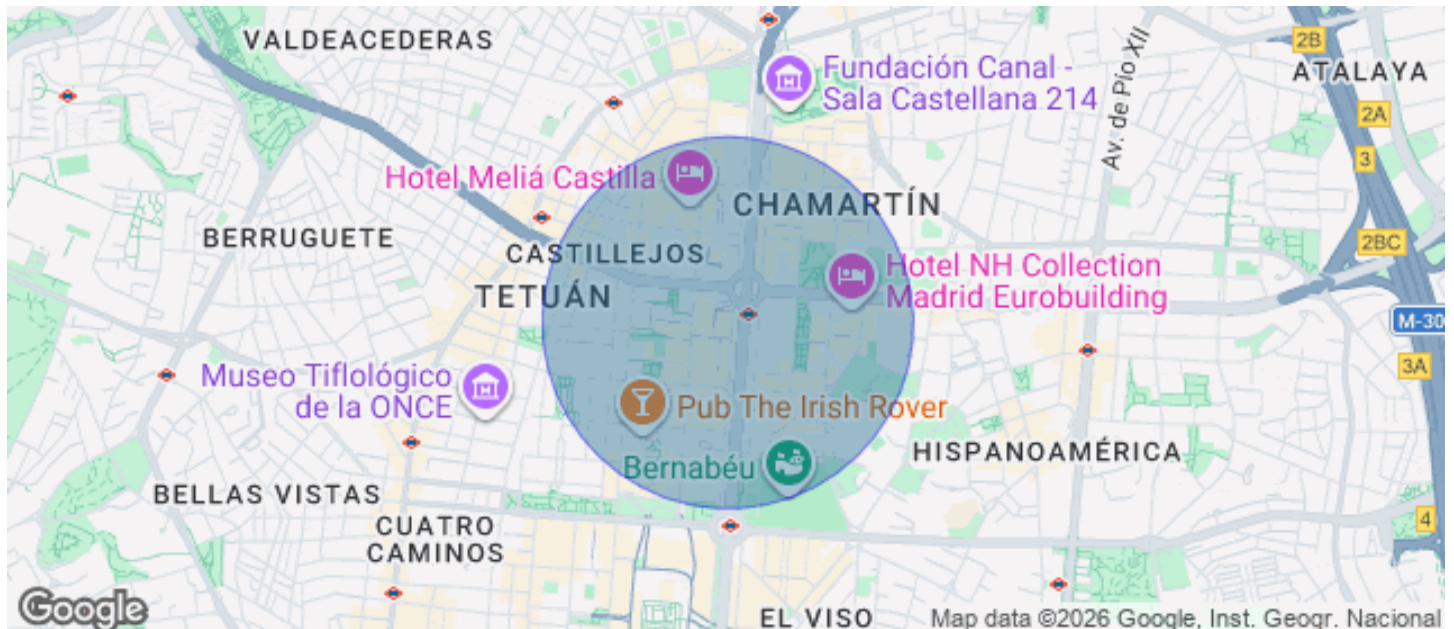 VALDEACEDERAS
Fundación Canal -
Sala Castellana 214
Av. de Pío XII
2B
ATALAYA
2A
3
Hotel Meliá Castilla
CHAMARTÍN
BERRUGUETE
CASTILLEJOS
2BC
TETUÁN
Hotel NH Collection
Madrid Eurobuilding
M-30
3A
Museo Tiflológico
de la ONCE
Pub The Irish Rover
HISPANOAMÉRICA
Bernabéu
BELLAS VISTAS
CUATRO
CAMINOS
4
Google
EL VISO
Map data ©2026 Google, Inst. Geogr. Nacional